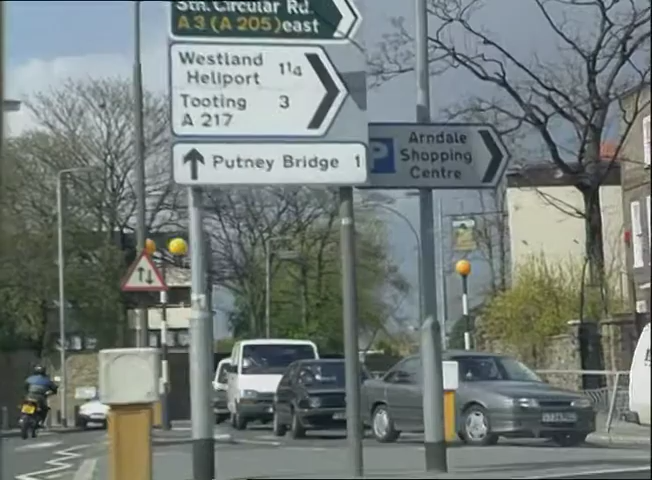 Sth. Circular Rd.
A 3 (A 205) east
Westland
Heliport 1¼
Tooting 3
A 217
Putney Bridge 1
P
Arndale
Shopping
Centre